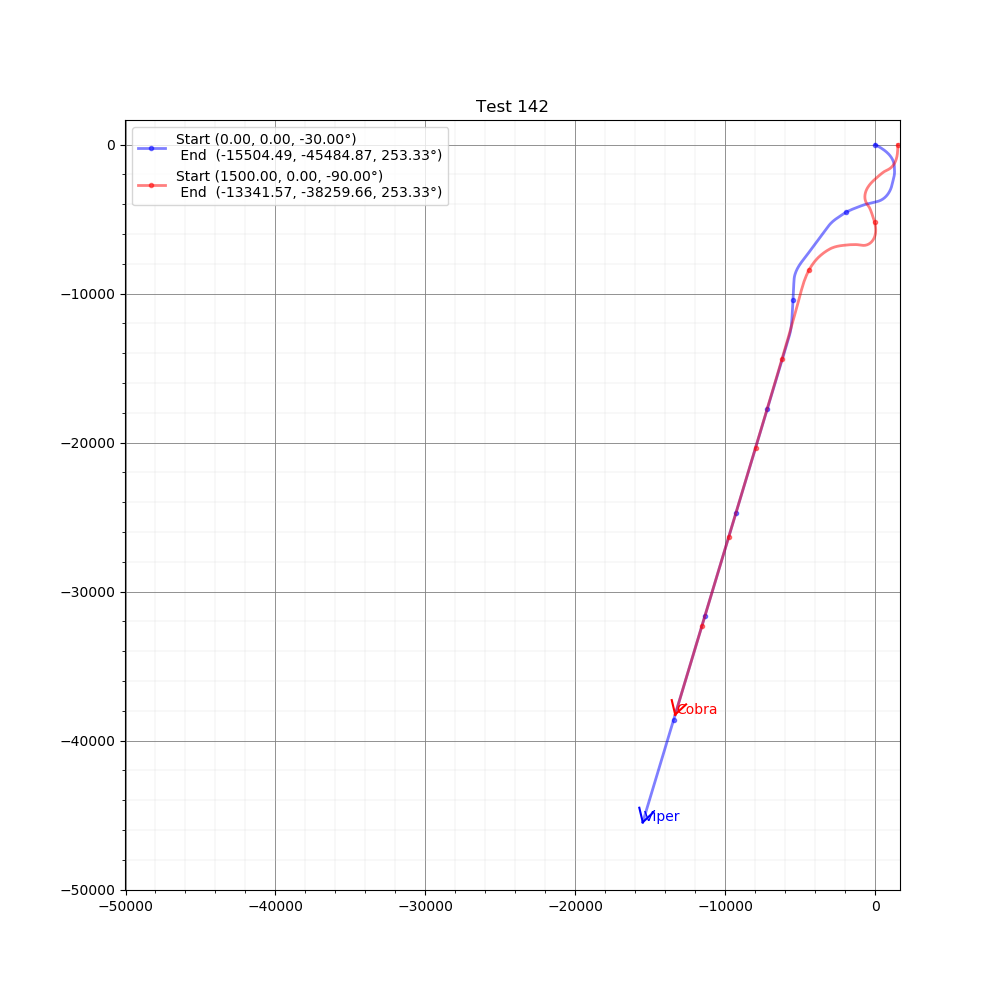 Test 142
Start (0.00, 0.00, -30.00°)
End (-15504.49, -45484.87, 253.33°)
Start (1500.00, 0.00, -90.00°)
End (-13341.57, -38259.66, 253.33°)
0
−10000
−20000
−30000
−40000
−50000
Cobra
Viper
−50000
−40000
−30000
−20000
−10000
0